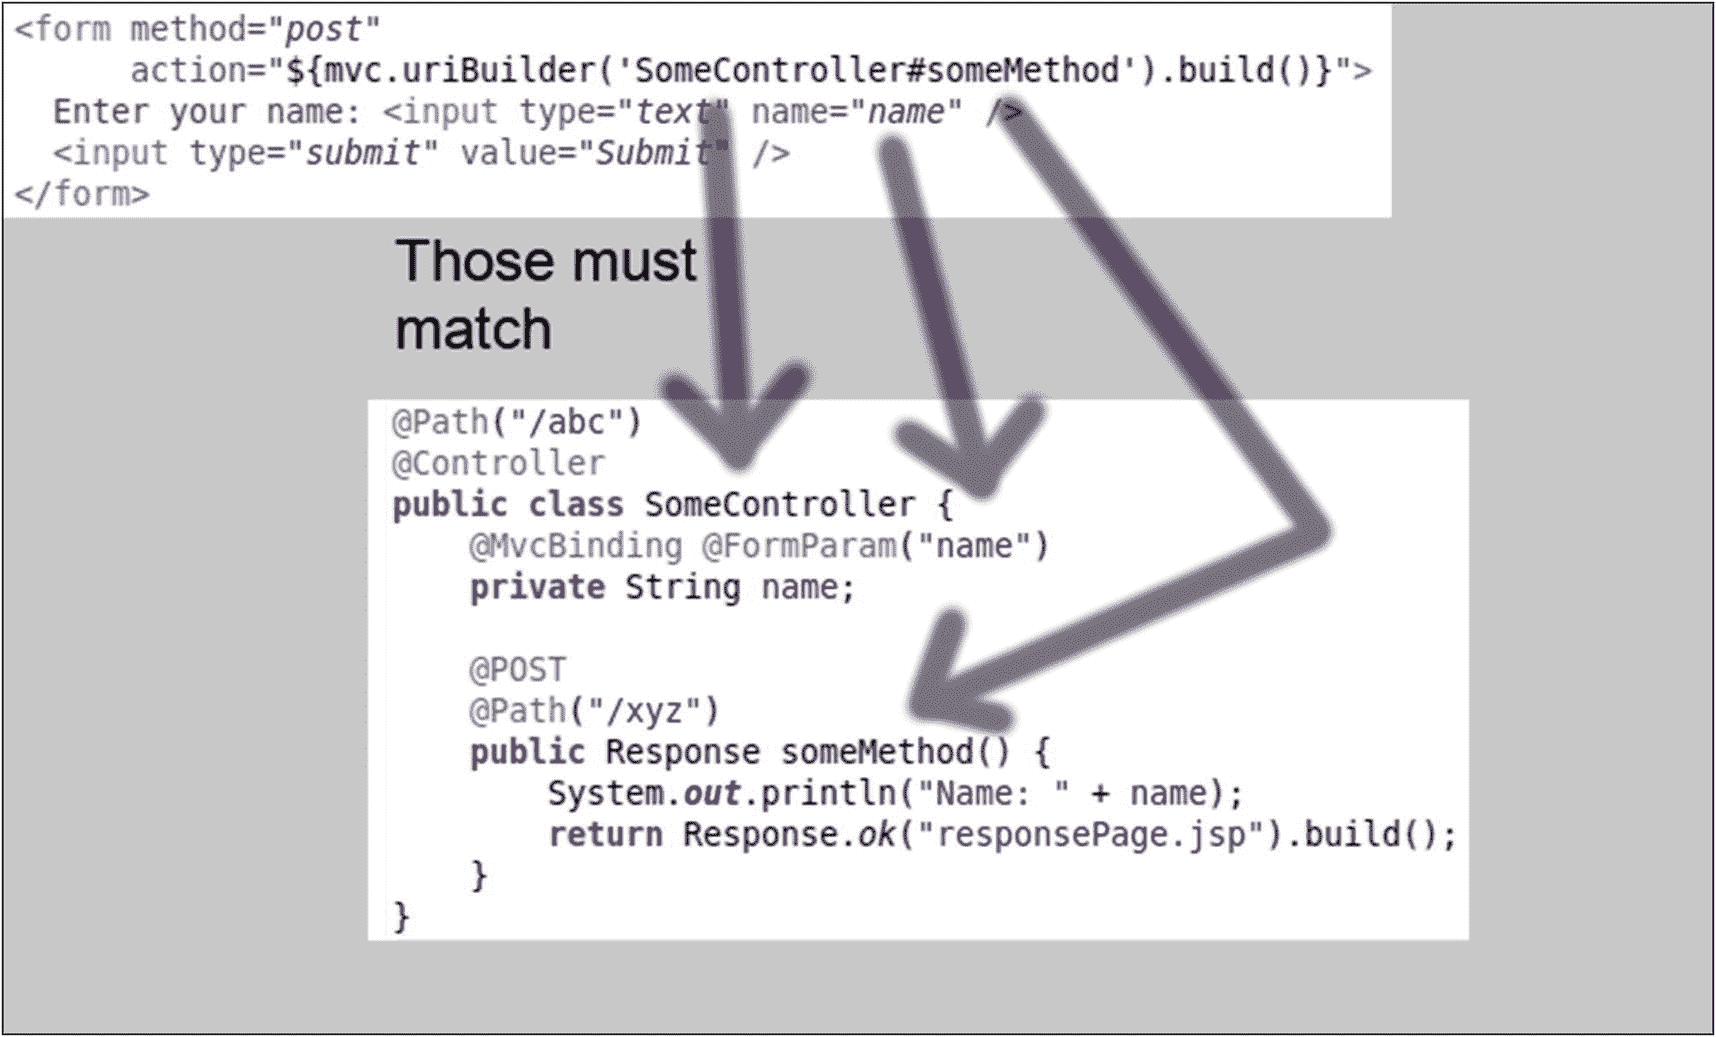 <form method="post"
action="${mvc.uriBuilder('SomeController#someMethod').build()}">
Enter your name: <input type="text" name="name" />
<input type="submit" value="Submit" />
</form>
Those must
match
@Path("/abc")
@Controller
public class SomeController {
@MvcBinding @FormParam("name")
private String name;
@POST
@Path("/xyz")
public Response someMethod() {
System.out.println("Name: " + name);
return Response.ok("responsePage.jsp").build();
}
}